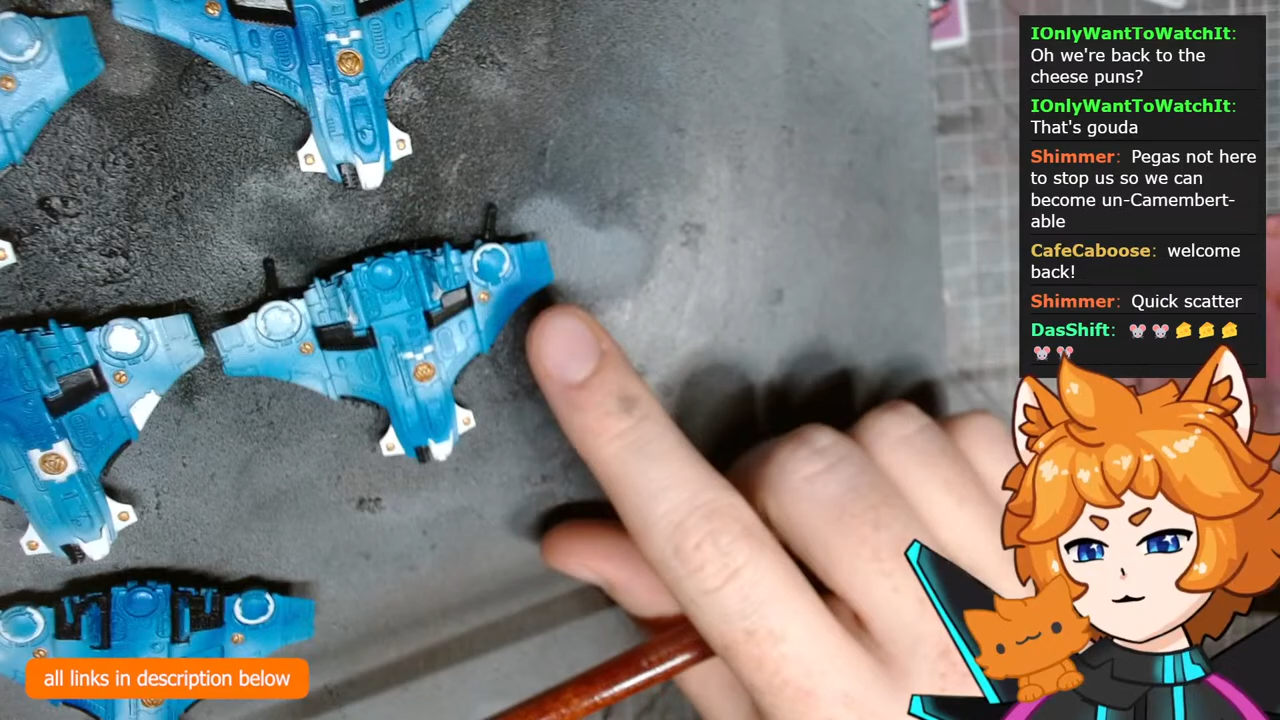 IOnlyWantToWatchIt:
Oh we're back to the
cheese puns?
IOnlyWantToWatchIt:
That's gouda
Shimmer: Pegas not here
to stop us so we can
become un-Camembert-
able
CafeCaboose: welcome
back!
Shimmer: Quick scatter
DasShift: 🐭 🐭 🧀 🧀 🧀
🐭 🐭
all links in description below